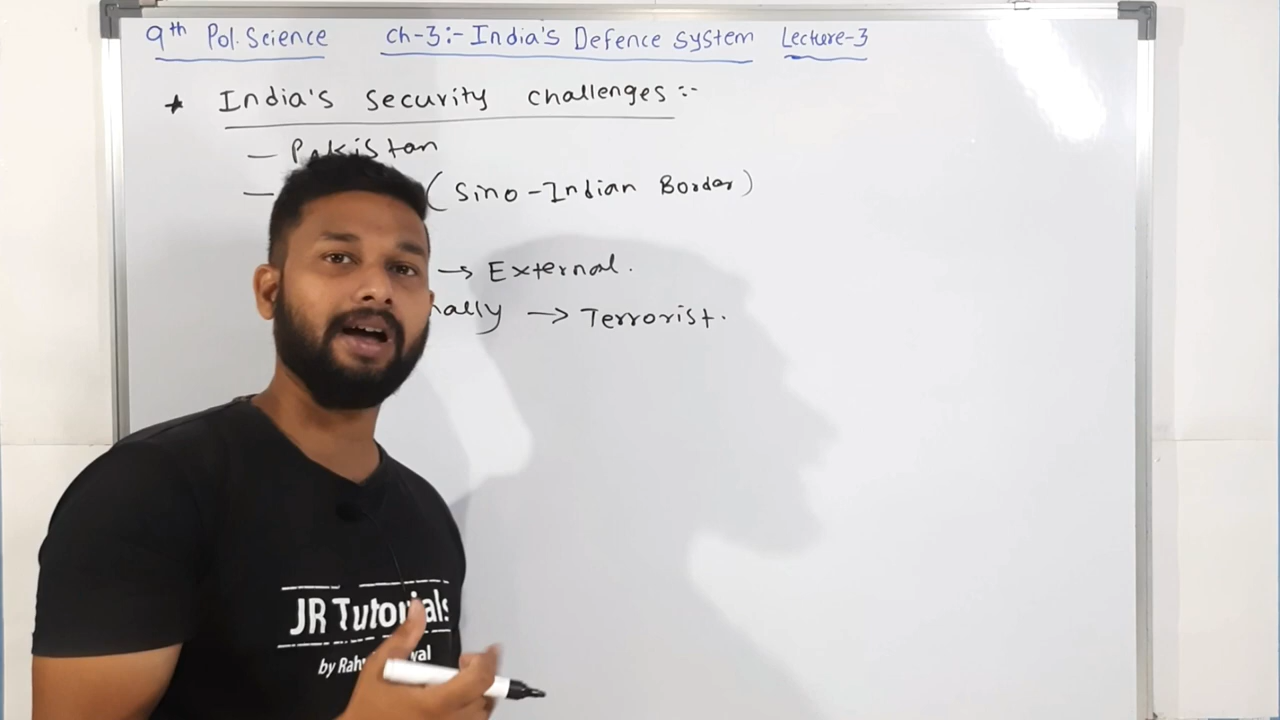 9th Pol. Science ch-3:- India's Defence system Lecture-3
* India's security challenges :-
— Pakistan
— (Sino-Indian Border)
→ External.
→ Terrorist.
JR Tutorials
by